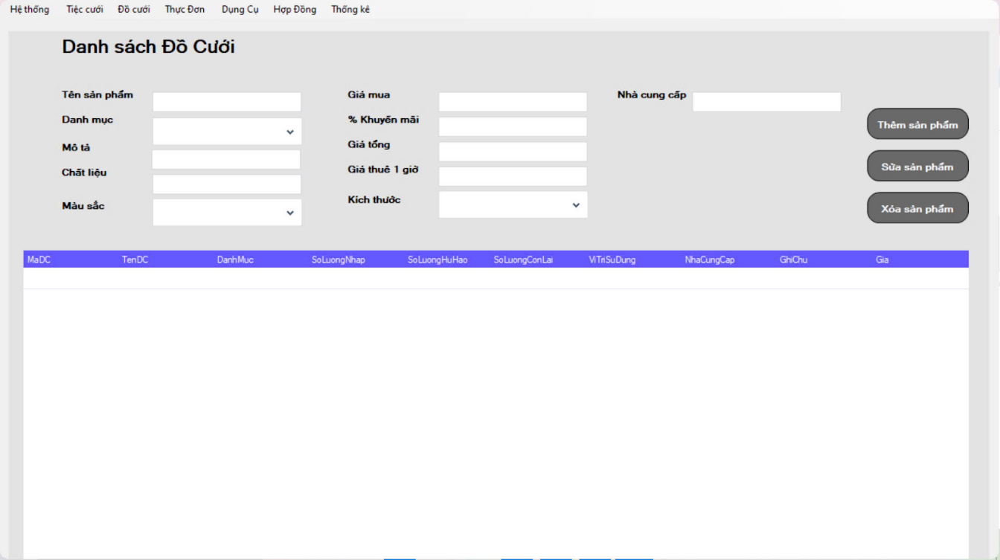 Hệ thống Tiệc cưới Đồ cưới Thực Đơn Dụng Cụ Hợp Đồng Thống kê
Danh sách Đồ Cưới
Tên sản phẩm
Danh mục
Mô tả
Chất liệu
Màu sắc
Giá mua
% Khuyến mãi
Giá tổng
Giá thuê 1 giờ
Kích thước
Nhà cung cấp
Thêm sản phẩm
Sửa sản phẩm
Xóa sản phẩm
MaDC TenDC DanhMuc SoLuongNhap SoLuongHuHao SoLuongConLai ViTriSuDung NhaCungCap GhiChu Gia